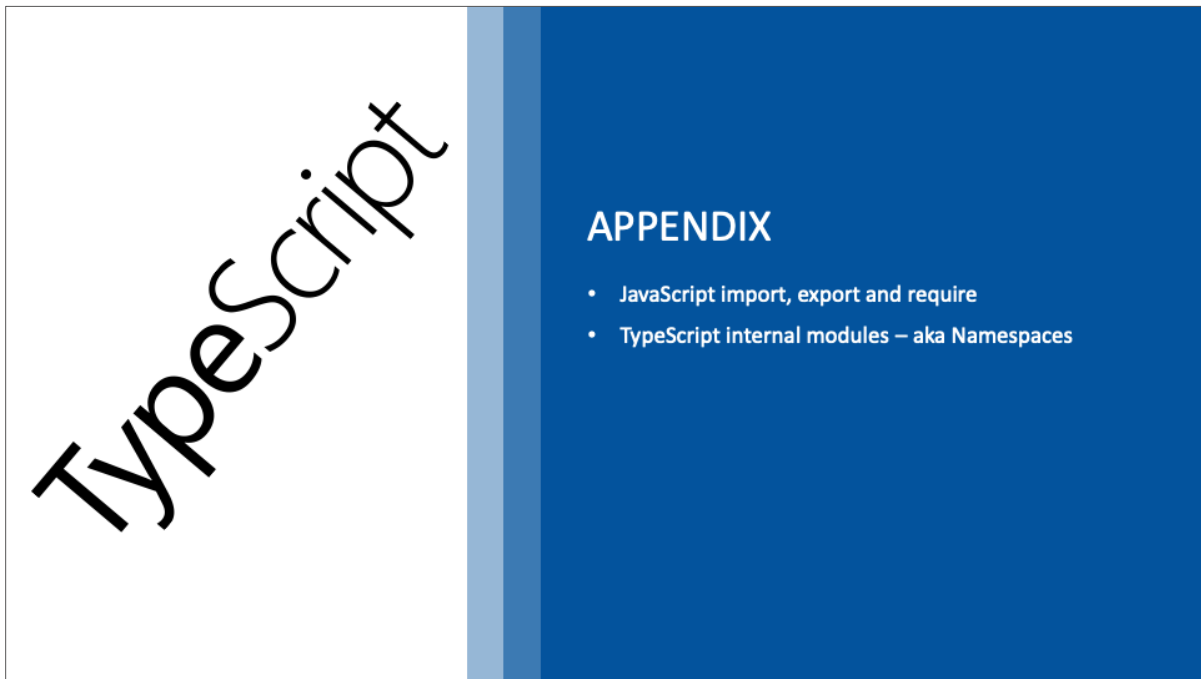 TypeScript
APPENDIX
• JavaScript import, export and require
• TypeScript internal modules – aka Namespaces